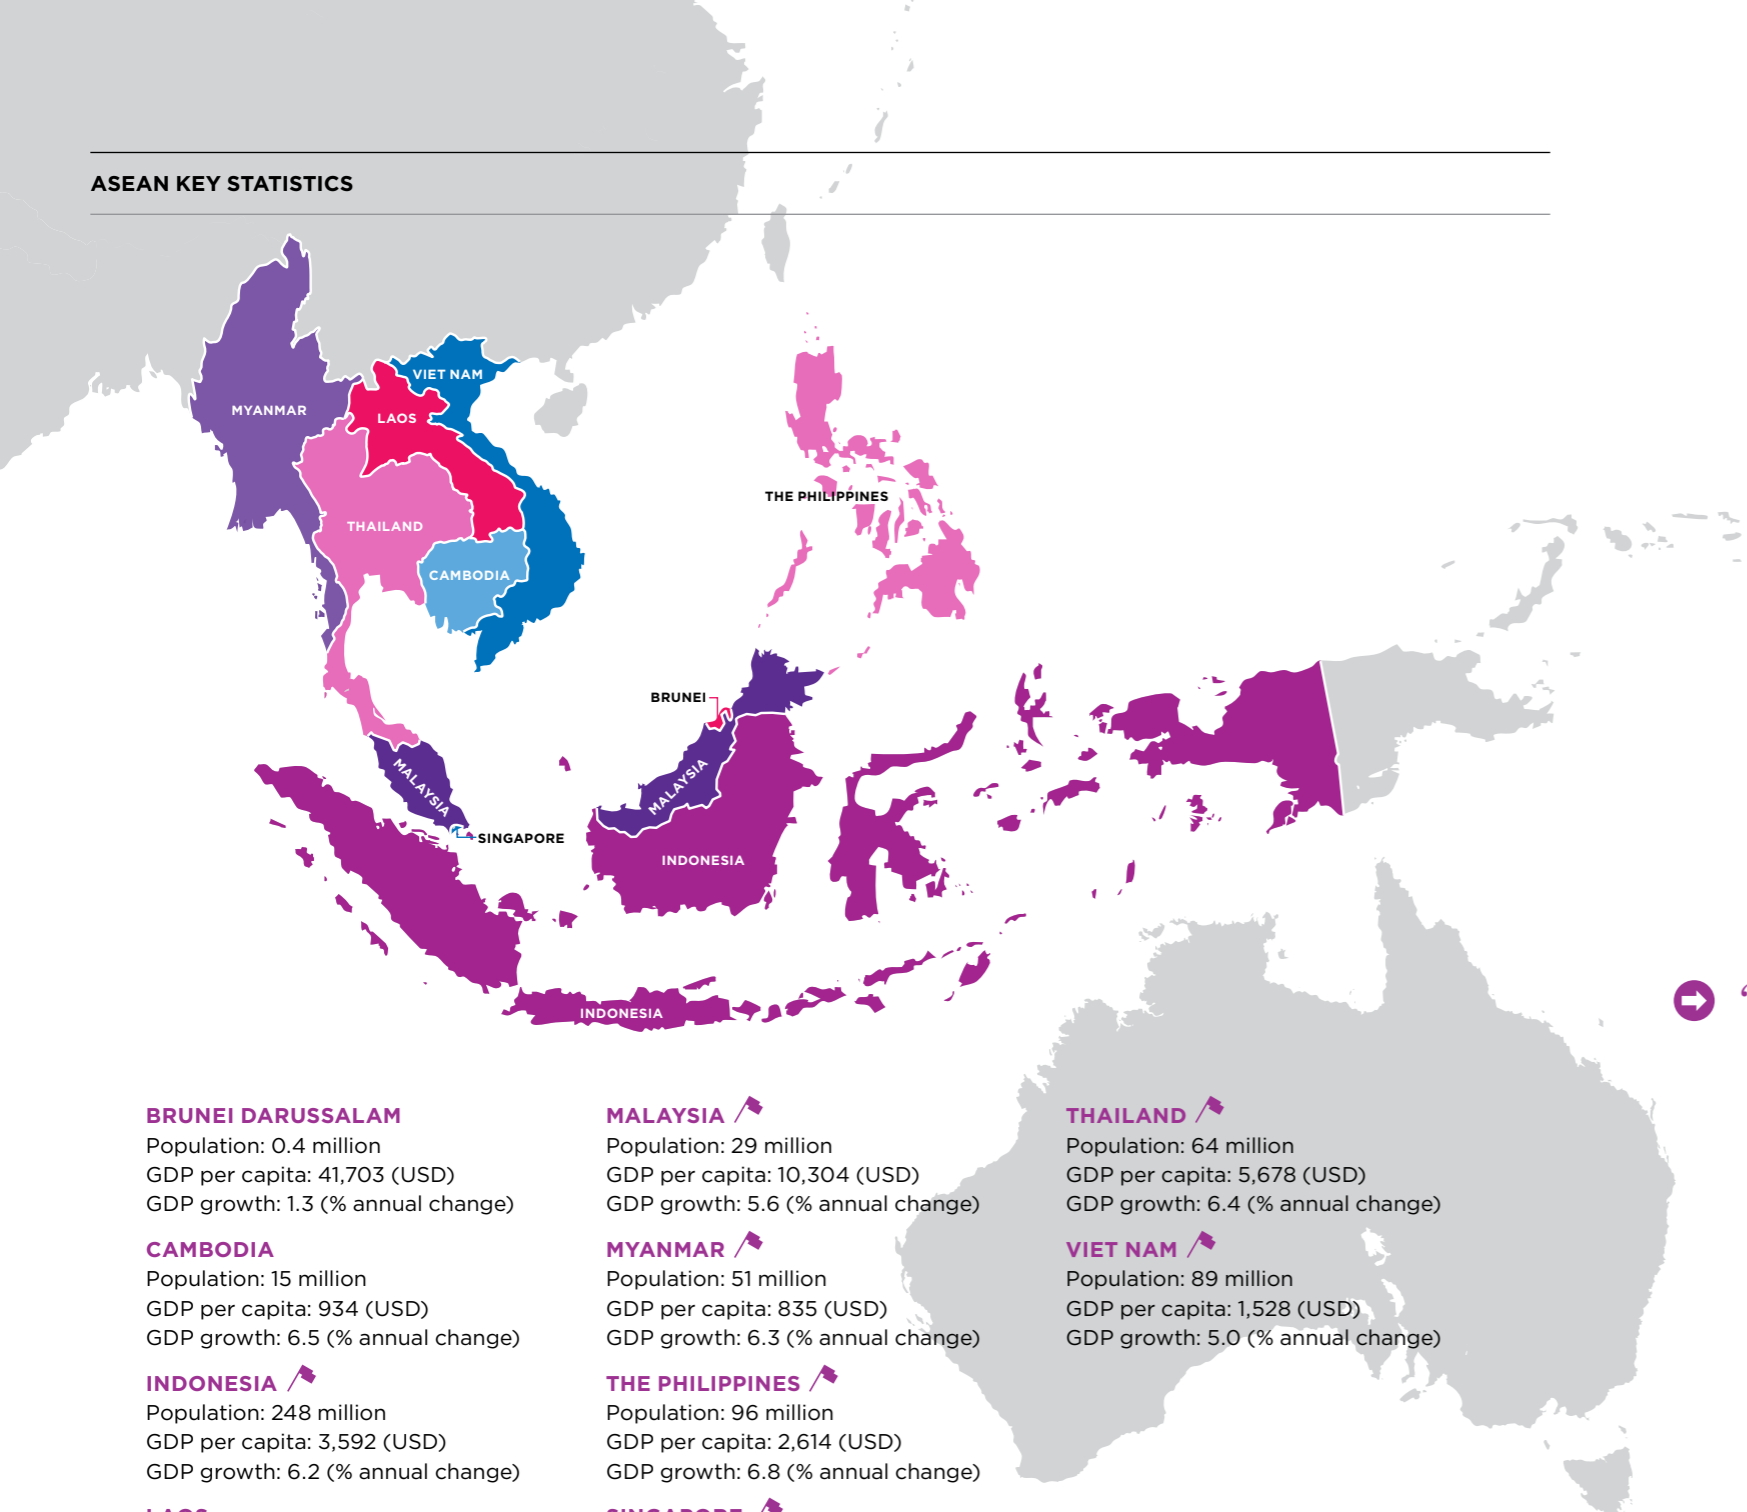 ASEAN KEY STATISTICS
VIET NAM
MYANMAR
LAOS
THE PHILIPPINES
THAILAND
CAMBODIA
BRUNEI
MALAYSIA
MALAYSIA
SINGAPORE
INDONESIA
INDONESIA
BRUNEI DARUSSALAM
Population: 0.4 million
GDP per capita: 41,703 (USD)
GDP growth: 1.3 (% annual change)
CAMBODIA
Population: 15 million
GDP per capita: 934 (USD)
GDP growth: 6.5 (% annual change)
INDONESIA
Population: 248 million
GDP per capita: 3,592 (USD)
GDP growth: 6.2 (% annual change)
LAOS
MALAYSIA
Population: 29 million
GDP per capita: 10,304 (USD)
GDP growth: 5.6 (% annual change)
MYANMAR
Population: 51 million
GDP per capita: 835 (USD)
GDP growth: 6.3 (% annual change)
THE PHILIPPINES
Population: 96 million
GDP per capita: 2,614 (USD)
GDP growth: 6.8 (% annual change)
SINGAPORE
THAILAND
Population: 64 million
GDP per capita: 5,678 (USD)
GDP growth: 6.4 (% annual change)
VIET NAM
Population: 89 million
GDP per capita: 1,528 (USD)
GDP growth: 5.0 (% annual change)